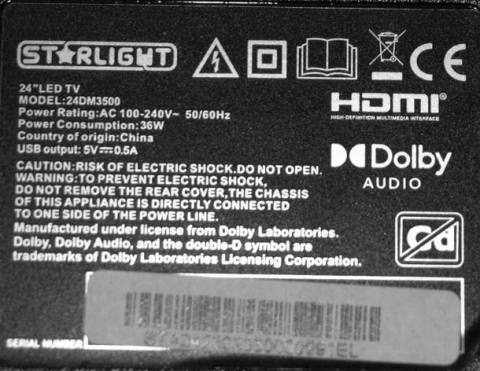 STARLIGHT
24"LED TV
MODEL:24DM3500
Power Rating:AC 100-240V~ 50/60Hz
Power Consumption:36W
Country of origin:China
USB output: 5V⎓0.5A
HDMI®
HIGH-DEFINITION MULTIMEDIA INTERFACE
Dolby
AUDIO
CAUTION:RISK OF ELECTRIC SHOCK.DO NOT OPEN.
WARNING:TO PREVENT ELECTRIC SHOCK,
DO NOT REMOVE THE REAR COVER,THE CHASSIS
OF THIS APPLIANCE IS DIRECTLY CONNECTED
TO ONE SIDE OF THE POWER LINE.
Manufactured under license from Dolby Laboratories.
Dolby, Dolby Audio, and the double-D symbol are
trademarks of Dolby Laboratories Licensing Corporation.
SERIAL NUMBER